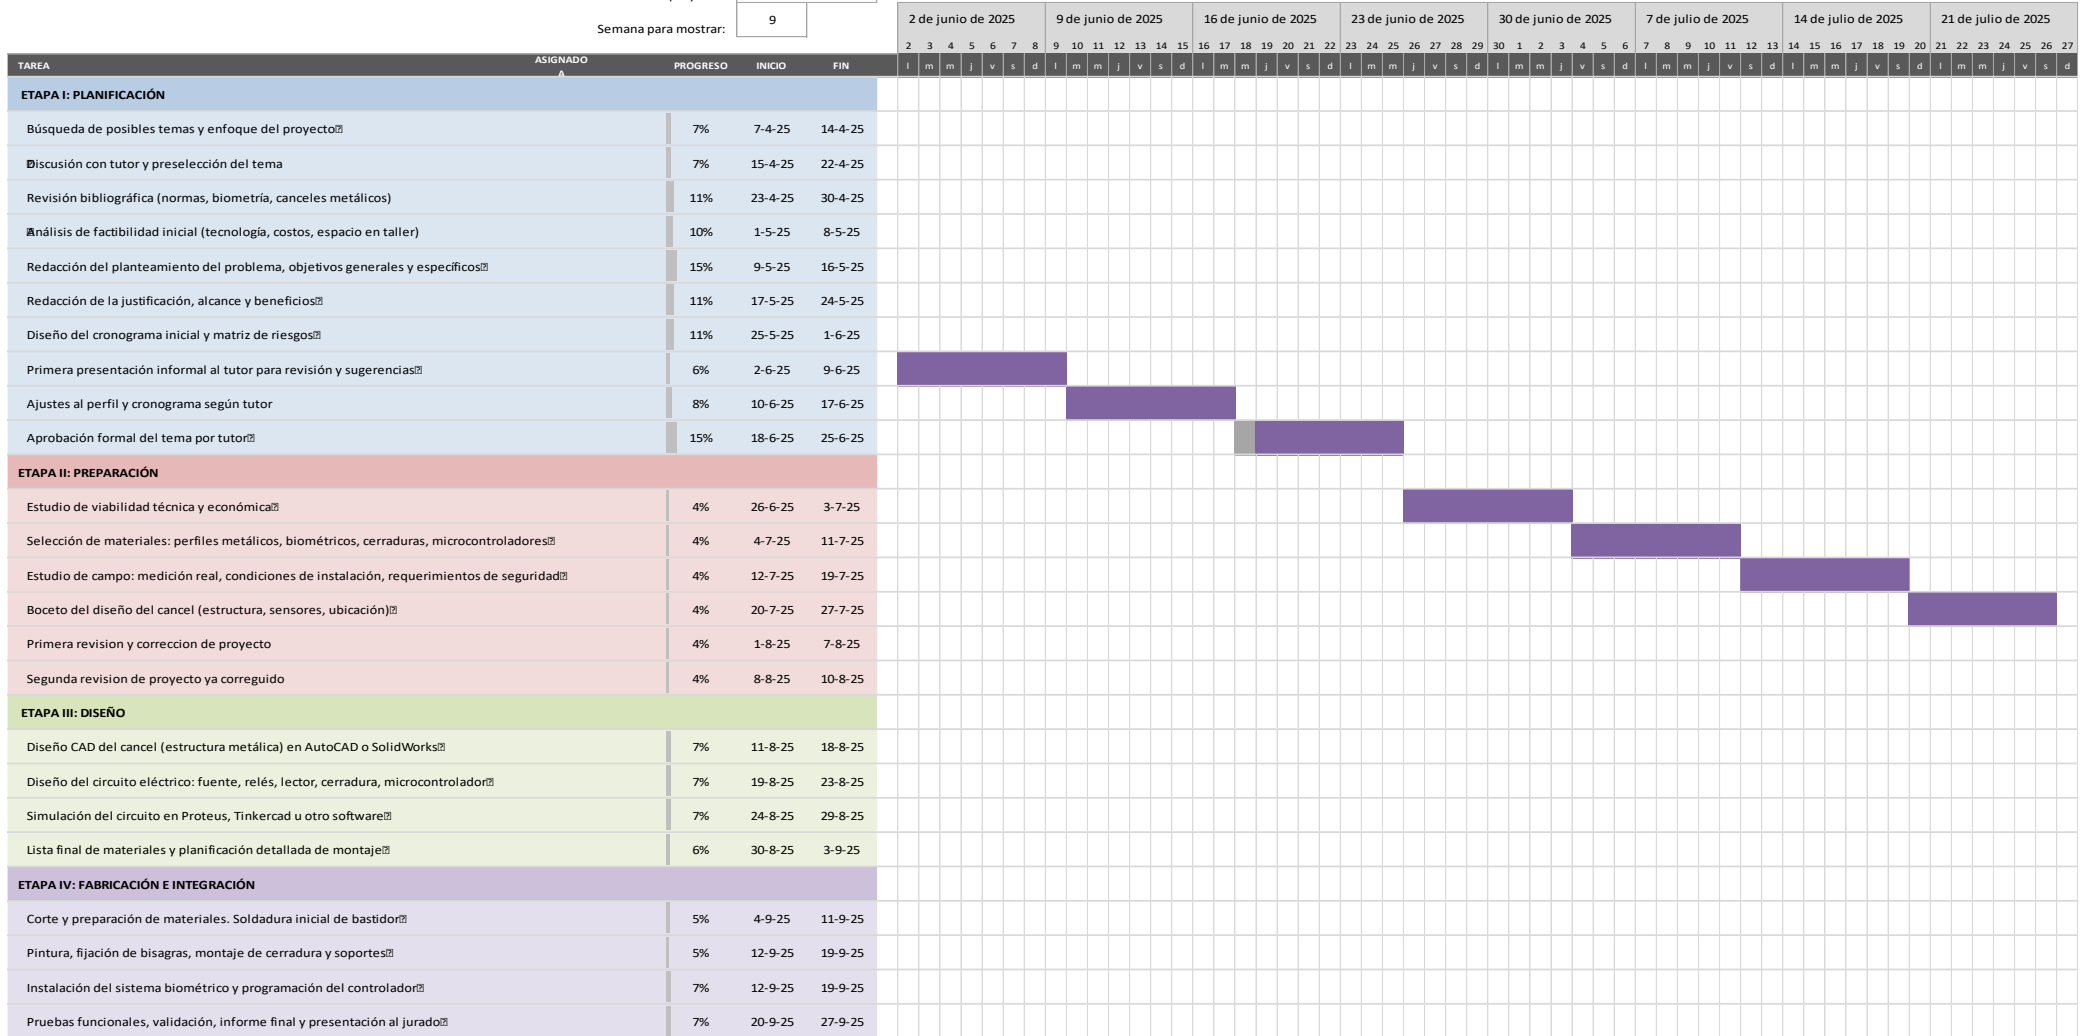 Semana para mostrar: 9
2 de junio de 2025 9 de junio de 2025 16 de junio de 2025 23 de junio de 2025 30 de junio de 2025 7 de julio de 2025 14 de julio de 2025 21 de julio de 2025
2 3 4 5 6 7 8 9 10 11 12 13 14 15 16 17 18 19 20 21 22 23 24 25 26 27 28 29 30 1 2 3 4 5 6 7 8 9 10 11 12 13 14 15 16 17 18 19 20 21 22 23 24 25 26 27
TAREA ASIGNADO A PROGRESO INICIO FIN l m m j v s d l m m j v s d l m m j v s d l m m j v s d l m m j v s d l m m j v s d l m m j v s d l m m j v s d
ETAPA I: PLANIFICACIÓN
Búsqueda de posibles temas y enfoque del proyecto 7% 7-4-25 14-4-25
Discusión con tutor y preselección del tema 7% 15-4-25 22-4-25
Revisión bibliográfica (normas, biometría, canceles metálicos) 11% 23-4-25 30-4-25
Análisis de factibilidad inicial (tecnología, costos, espacio en taller) 10% 1-5-25 8-5-25
Redacción del planteamiento del problema, objetivos generales y específicos 15% 9-5-25 16-5-25
Redacción de la justificación, alcance y beneficios 11% 17-5-25 24-5-25
Diseño del cronograma inicial y matriz de riesgos 11% 25-5-25 1-6-25
Primera presentación informal al tutor para revisión y sugerencias 6% 2-6-25 9-6-25
Ajustes al perfil y cronograma según tutor 8% 10-6-25 17-6-25
Aprobación formal del tema por tutor 15% 18-6-25 25-6-25
ETAPA II: PREPARACIÓN
Estudio de viabilidad técnica y económica 4% 26-6-25 3-7-25
Selección de materiales: perfiles metálicos, biométricos, cerraduras, microcontroladores 4% 4-7-25 11-7-25
Estudio de campo: medición real, condiciones de instalación, requerimientos de seguridad 4% 12-7-25 19-7-25
Boceto del diseño del cancel (estructura, sensores, ubicación) 4% 20-7-25 27-7-25
Primera revision y correccion de proyecto 4% 1-8-25 7-8-25
Segunda revision de proyecto ya correguido 4% 8-8-25 10-8-25
ETAPA III: DISEÑO
Diseño CAD del cancel (estructura metálica) en AutoCAD o SolidWorks 7% 11-8-25 18-8-25
Diseño del circuito eléctrico: fuente, relés, lector, cerradura, microcontrolador 7% 19-8-25 23-8-25
Simulación del circuito en Proteus, Tinkercad u otro software 7% 24-8-25 29-8-25
Lista final de materiales y planificación detallada de montaje 6% 30-8-25 3-9-25
ETAPA IV: FABRICACIÓN E INTEGRACIÓN
Corte y preparación de materiales. Soldadura inicial de bastidor 5% 4-9-25 11-9-25
Pintura, fijación de bisagras, montaje de cerradura y soportes 5% 12-9-25 19-9-25
Instalación del sistema biométrico y programación del controlador 7% 12-9-25 19-9-25
Pruebas funcionales, validación, informe final y presentación al jurado 7% 20-9-25 27-9-25